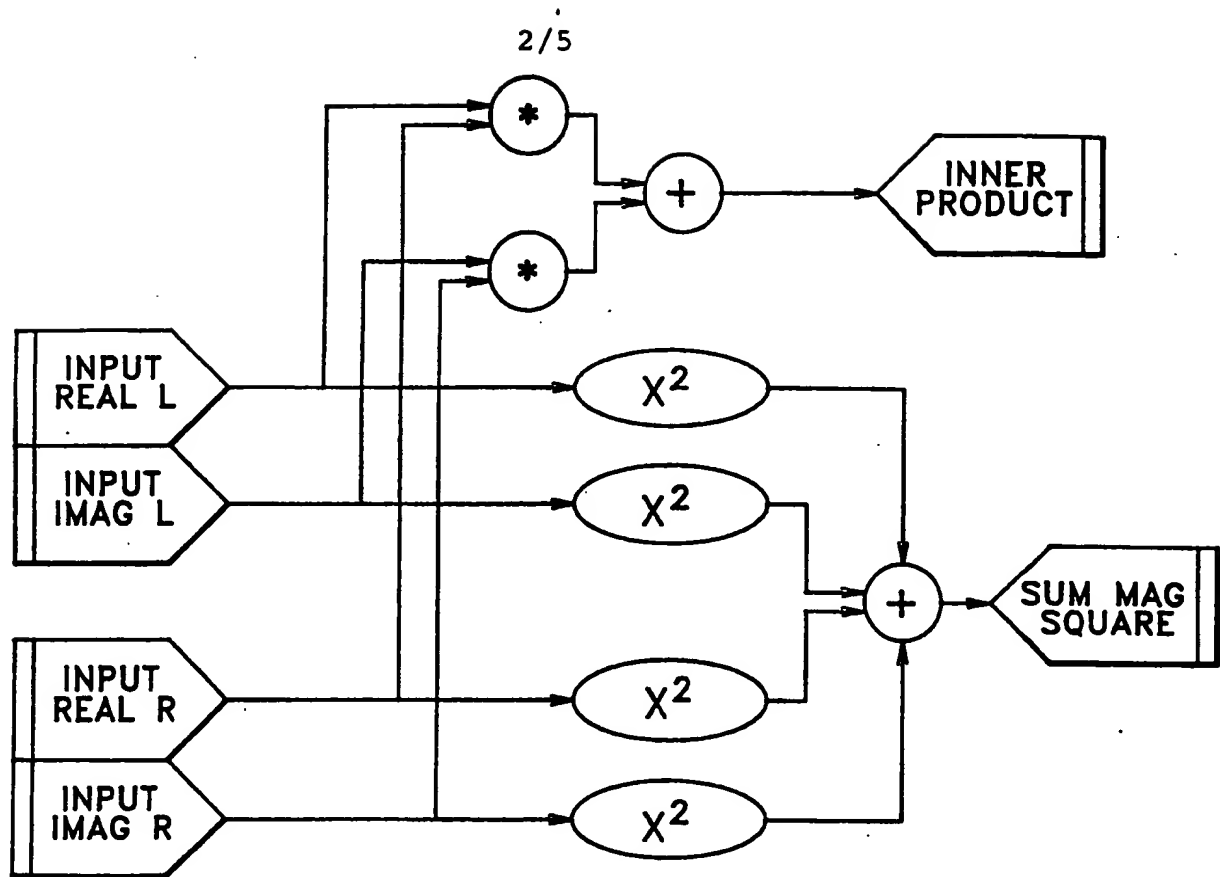 2/5
*
+
INNER
PRODUCT
*
INPUT
REAL L
X²
INPUT
IMAG L
X²
+
SUM MAG
SQUARE
INPUT
REAL R
X²
INPUT
IMAG R
X²